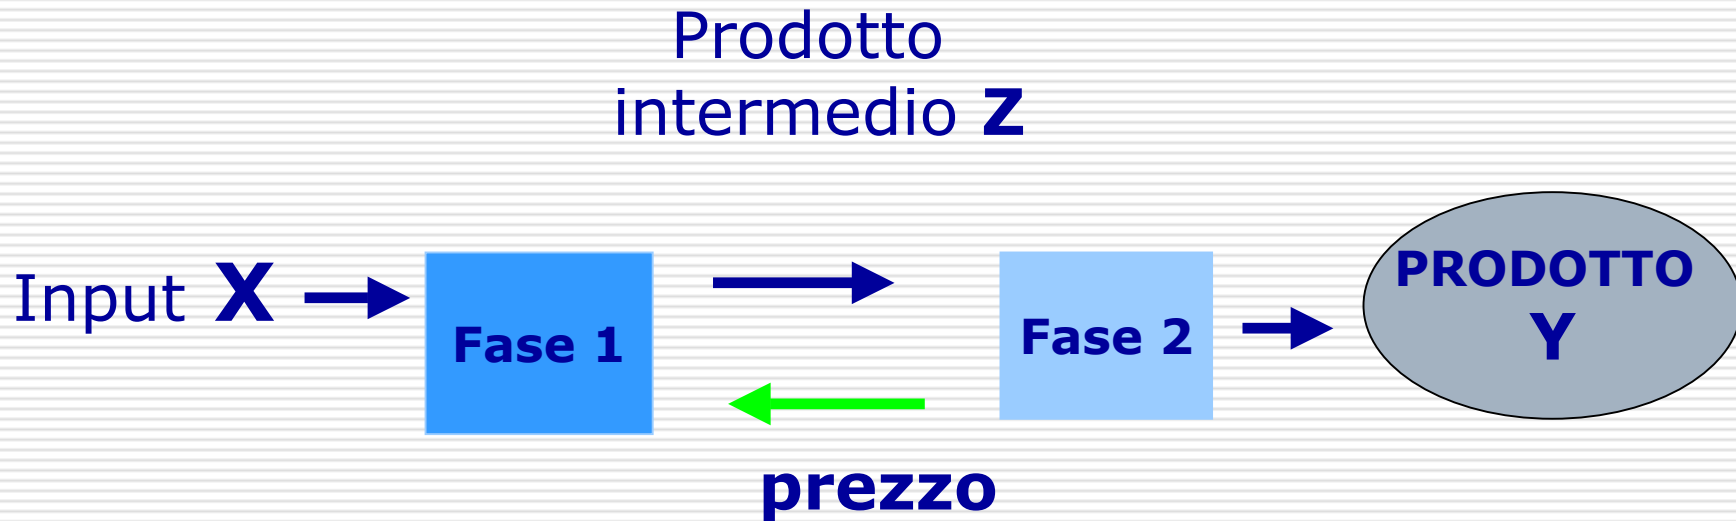 Prodotto
intermedio Z
Input X
Fase 1
Fase 2
PRODOTTO
Y
prezzo